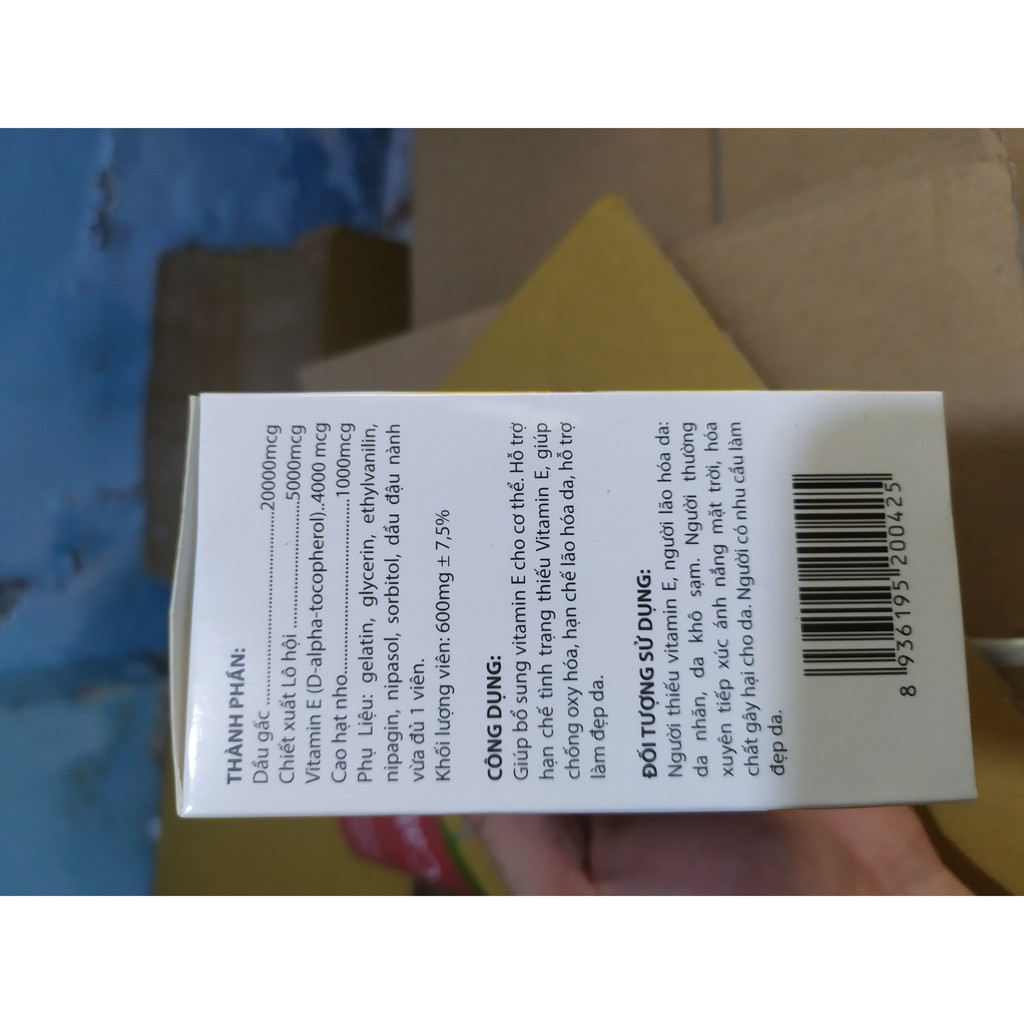 THÀNH PHẦN:
Dầu gấc ........................................20000mcg
Chiết xuất Lô hội ..........................5000mcg
Vitamin E (D-alpha-tocopherol)..4000 mcg
Cao hạt nho....................................1000mcg
Phụ Liệu: gelatin, glycerin, ethylvanilin,
nipagin, nipasol, sorbitol, dầu đậu nành
vừa đủ 1 viên.
Khối lượng viên: 600mg ± 7,5%
CÔNG DỤNG:
Giúp bổ sung vitamin E cho cơ thể. Hỗ trợ
hạn chế tình trạng thiếu Vitamin E, giúp
chống oxy hóa, hạn chế lão hóa da, hỗ trợ
làm đẹp da.
ĐỐI TƯỢNG SỬ DỤNG:
Người thiếu vitamin E, người lão hóa da:
da nhăn, da khô sạm. Người thường
xuyên tiếp xúc ánh nắng mặt trời, hóa
chất gây hại cho da. Người có nhu cầu làm
đẹp da.
8 936195 200425